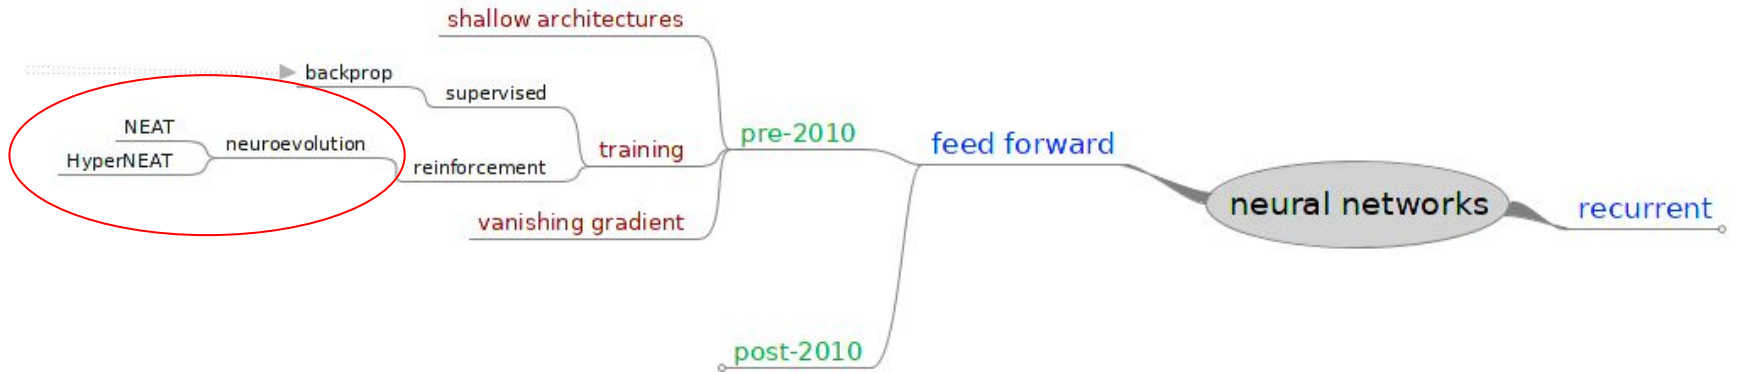 shallow architectures
backprop
supervised
NEAT
neuroevolution
HyperNEAT
reinforcement
training
pre-2010
feed forward
vanishing gradient
neural networks
recurrent
post-2010